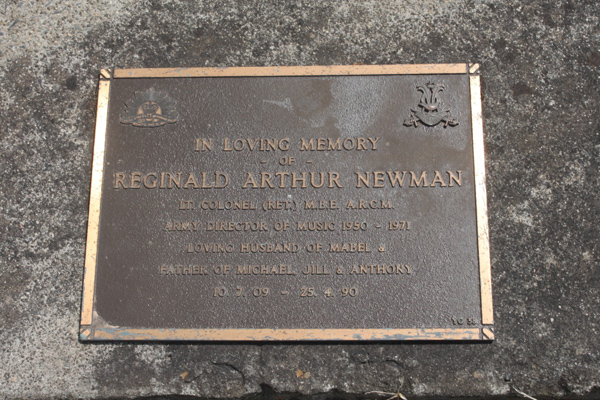 IN LOVING MEMORY
- OF -
REGINALD ARTHUR NEWMAN
LT. COLONEL (RET.) M.B.E. A.R.C.M.
ARMY DIRECTOR OF MUSIC 1950 - 1971
LOVING HUSBAND OF MABEL &
FATHER OF MICHAEL, JILL & ANTHONY
10. 7. 09 - 25. 4. 90